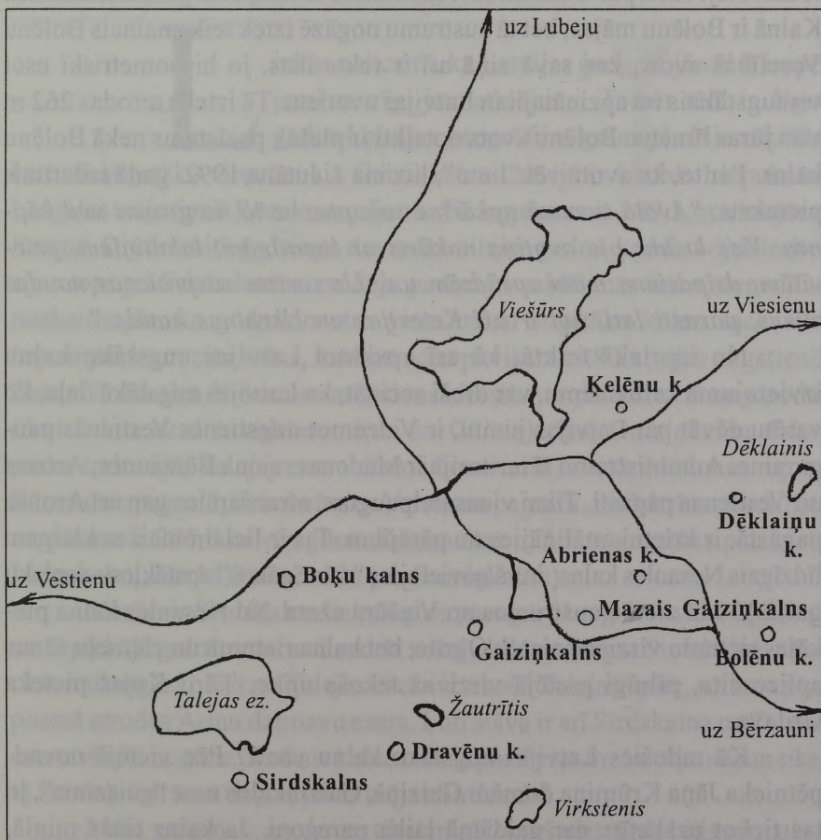 uz Lubeju
Viešūrs
uz Viesienu
Ķelēnu k.
Dēklainis
Dēklaiņu
k.
Abrienas k.
uz Vestienu
Boķu kalns
Mazais Gaiziņkalns
Gaiziņkalns
Boļēnu k.
Talejas ez.
Žautrītis
uz Bērzauni
Dravēnu k.
Sirdskalns
Virkstenis